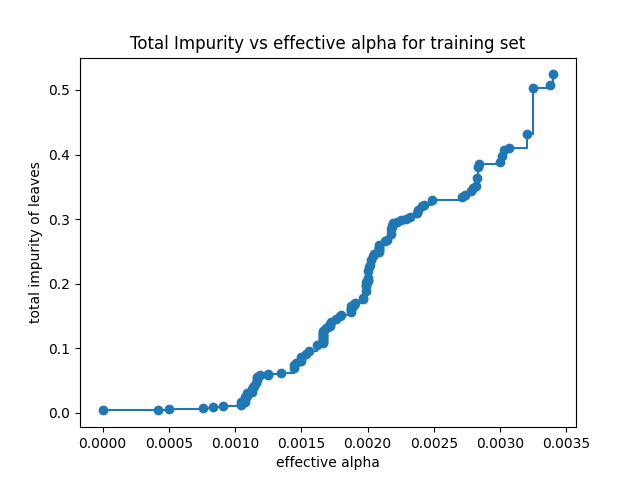 Total Impurity vs effective alpha for training set
total impurity of leaves
0.5
0.4
0.3
0.2
0.1
0.0
0.0000 0.0005 0.0010 0.0015 0.0020 0.0025 0.0030 0.0035
effective alpha